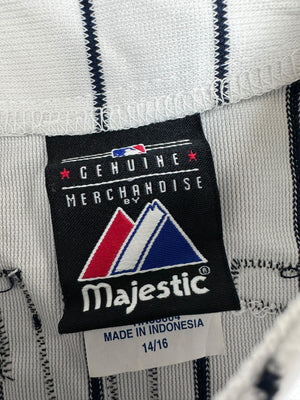 GENUINE
MERCHANDISE
BY
Majestic®
MADE IN INDONESIA
14/16